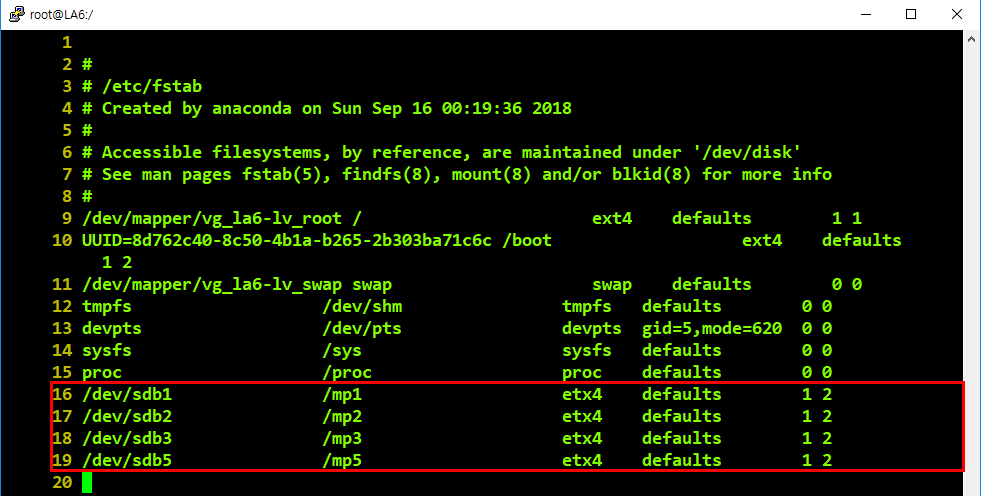 root@LA6:/
1
2 #
3 # /etc/fstab
4 # Created by anaconda on Sun Sep 16 00:19:36 2018
5 #
6 # Accessible filesystems, by reference, are maintained under '/dev/disk'
7 # See man pages fstab(5), findfs(8), mount(8) and/or blkid(8) for more info
8 #
9 /dev/mapper/vg_la6-lv_root / ext4 defaults 1 1
10 UUID=8d762c40-8c50-4b1a-b265-2b303ba71c6c /boot ext4 defaults
1 2
11 /dev/mapper/vg_la6-lv_swap swap swap defaults 0 0
12 tmpfs /dev/shm tmpfs defaults 0 0
13 devpts /dev/pts devpts gid=5,mode=620 0 0
14 sysfs /sys sysfs defaults 0 0
15 proc /proc proc defaults 0 0
16 /dev/sdb1 /mp1 etx4 defaults 1 2
17 /dev/sdb2 /mp2 etx4 defaults 1 2
18 /dev/sdb3 /mp3 etx4 defaults 1 2
19 /dev/sdb5 /mp5 etx4 defaults 1 2
20